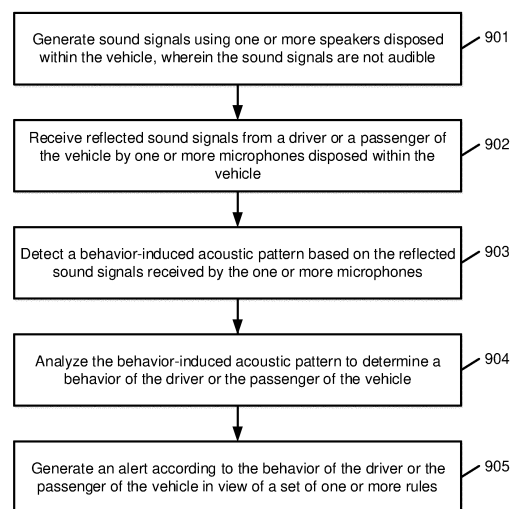 Generate sound signals using one or more speakers disposed
within the vehicle, wherein the sound signals are not audible
901
Receive reflected sound signals from a driver or a passenger of
the vehicle by one or more microphones disposed within the
vehicle
902
Detect a behavior-induced acoustic pattern based on the reflected
sound signals received by the one or more microphones
903
Analyze the behavior-induced acoustic pattern to determine a
behavior of the driver or the passenger of the vehicle
904
Generate an alert according to the behavior of the driver or the
passenger of the vehicle in view of a set of one or more rules
905